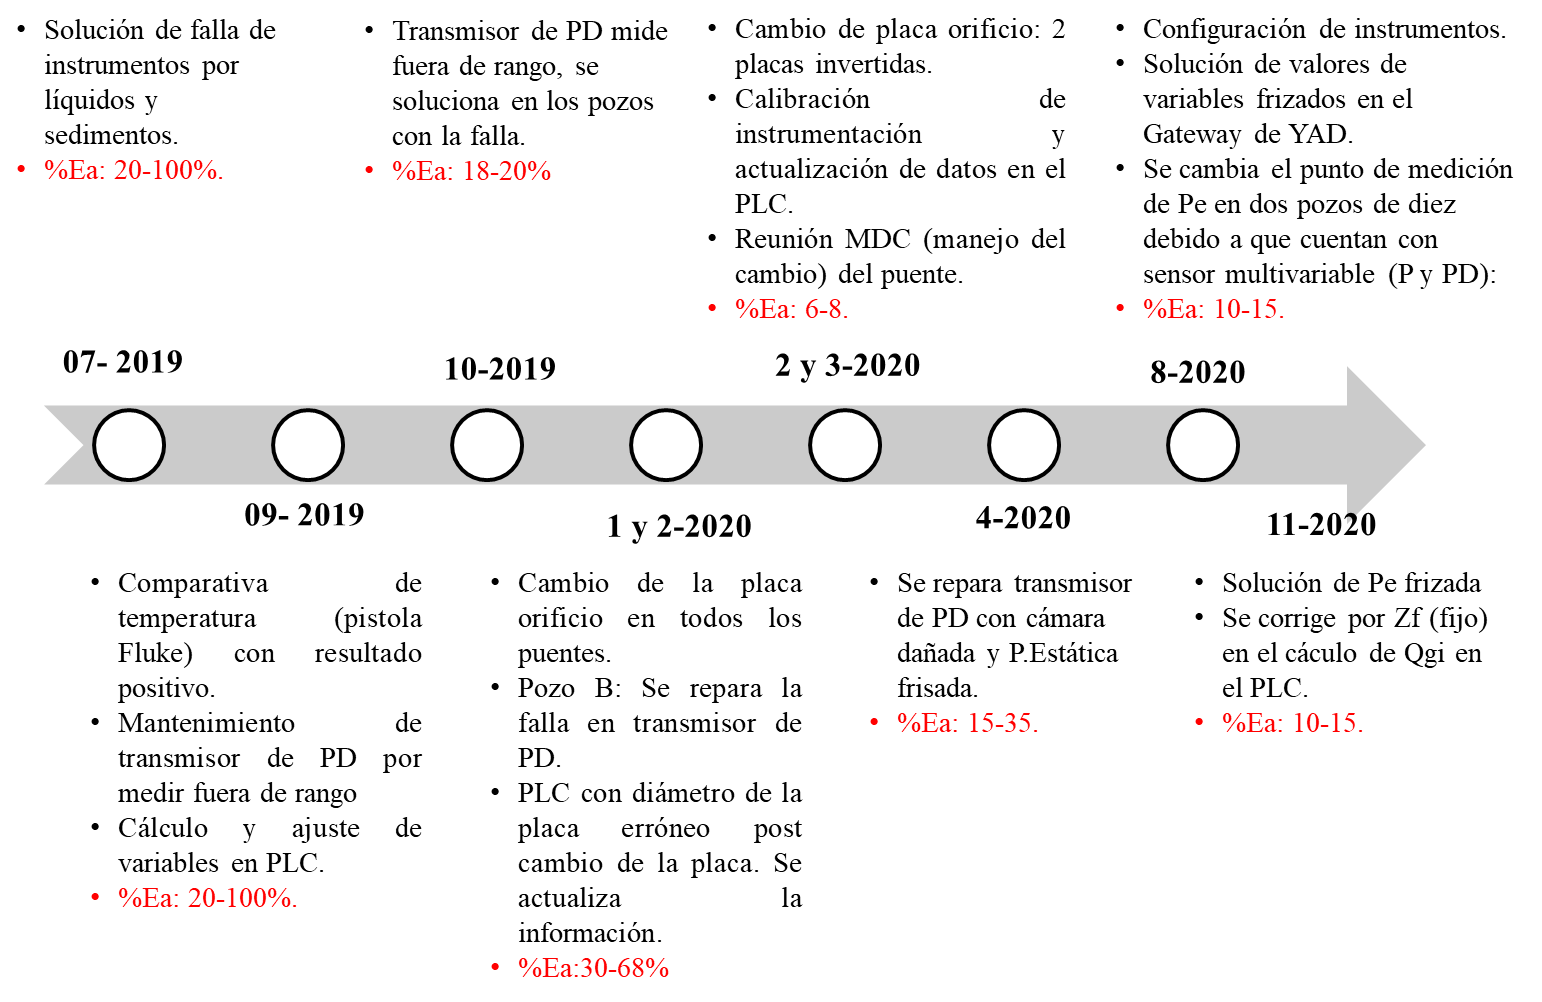 • Solución de falla de
instrumentos por
líquidos y
sedimentos.
• %Ea: 20-100%.
• Transmisor de PD mide
fuera de rango, se
soluciona en los pozos
con la falla.
• %Ea: 18-20%
• Cambio de placa orificio: 2
placas invertidas.
• Calibración de
instrumentación y
actualización de datos en el
PLC.
• Reunión MDC (manejo del
cambio) del puente.
• %Ea: 6-8.
• Configuración de instrumentos.
• Solución de valores de
variables frizados en el
Gateway de YAD.
• Se cambia el punto de medición
de Pe en dos pozos de diez
debido a que cuentan con
sensor multivariable (P y PD):
• %Ea: 10-15.
07- 2019
10-2019
2 y 3-2020
8-2020
09- 2019
1 y 2-2020
4-2020
11-2020
• Comparativa de
temperatura (pistola
Fluke) con resultado
positivo.
• Mantenimiento de
transmisor de PD por
medir fuera de rango
• Cálculo y ajuste de
variables en PLC.
• %Ea: 20-100%.
• Cambio de la placa
orificio en todos los
puentes.
• Pozo B: Se repara la
falla en transmisor de
PD.
• PLC con diámetro de la
placa erróneo post
cambio de la placa. Se
actualiza la
información.
• %Ea:30-68%
• Se repara transmisor
de PD con cámara
dañada y P.Estática
frisada.
• %Ea: 15-35.
• Solución de Pe frizada
• Se corrige por Zf (fijo)
en el cáculo de Qgi en
el PLC.
• %Ea: 10-15.